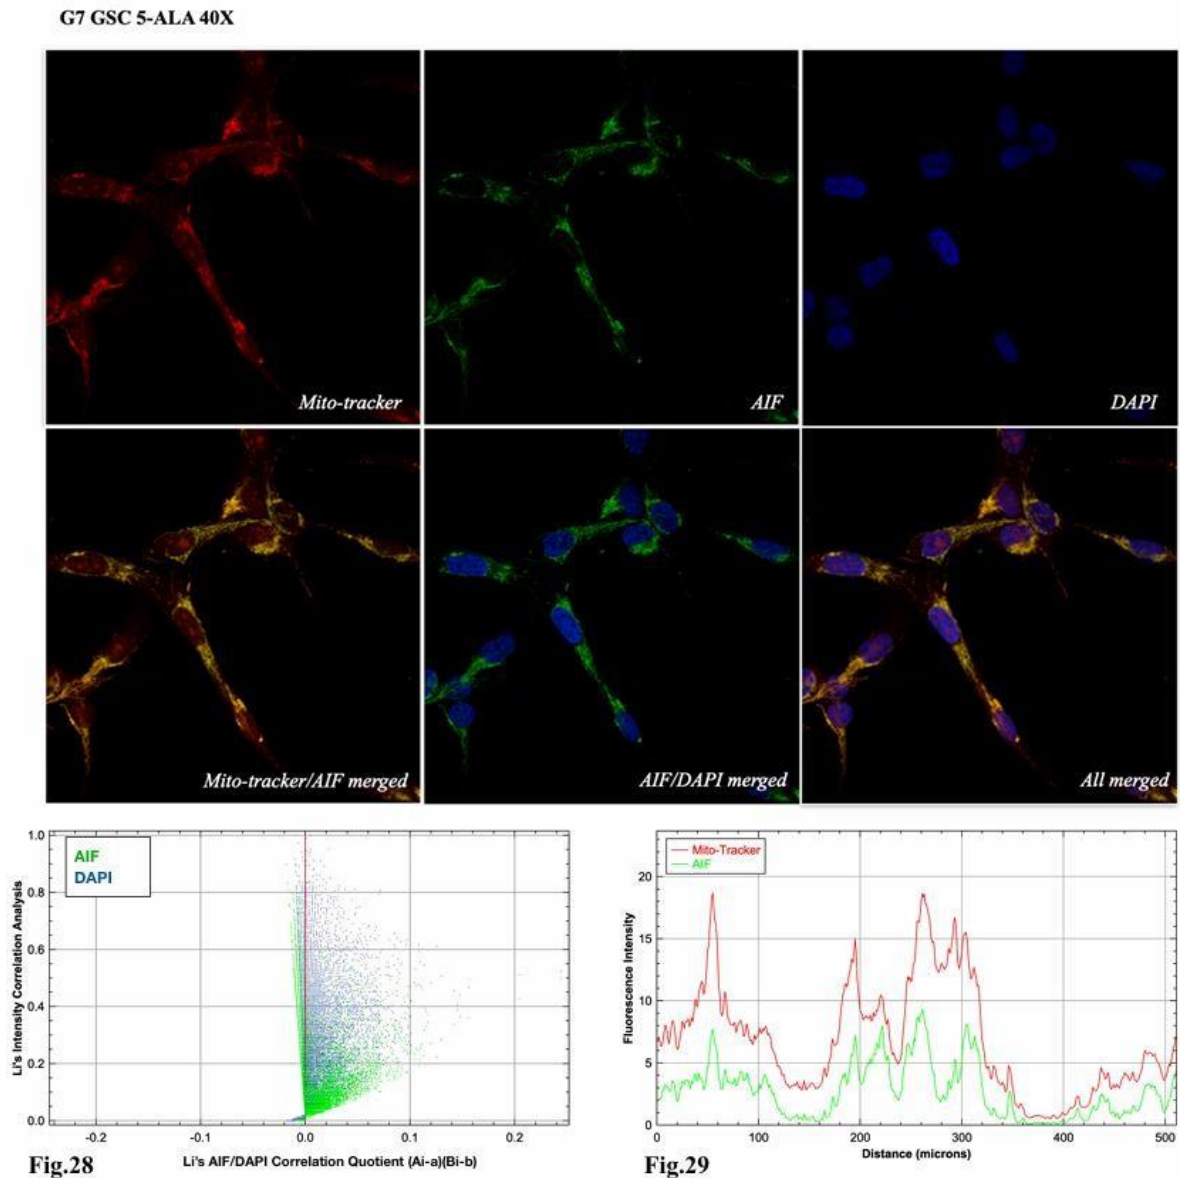 G7 GSC 5-ALA 40X
Mito-tracker
AIF
DAPI
Mito-tracker/AIF merged
AIF/DAPI merged
All merged
AIF
DAPI
Li's Intensity Correlation Analysis
1.0
0.8
0.6
0.4
0.2
0.0
-0.2 -0.1 0.0 0.1 0.2
Li's AIF/DAPI Correlation Quotient (Ai-a)(Bi-b)
Fig.28
Mito-Tracker
AIF
Fluorescence Intensity
20
15
10
5
0
0 100 200 300 400 500
Distance (microns)
Fig.29